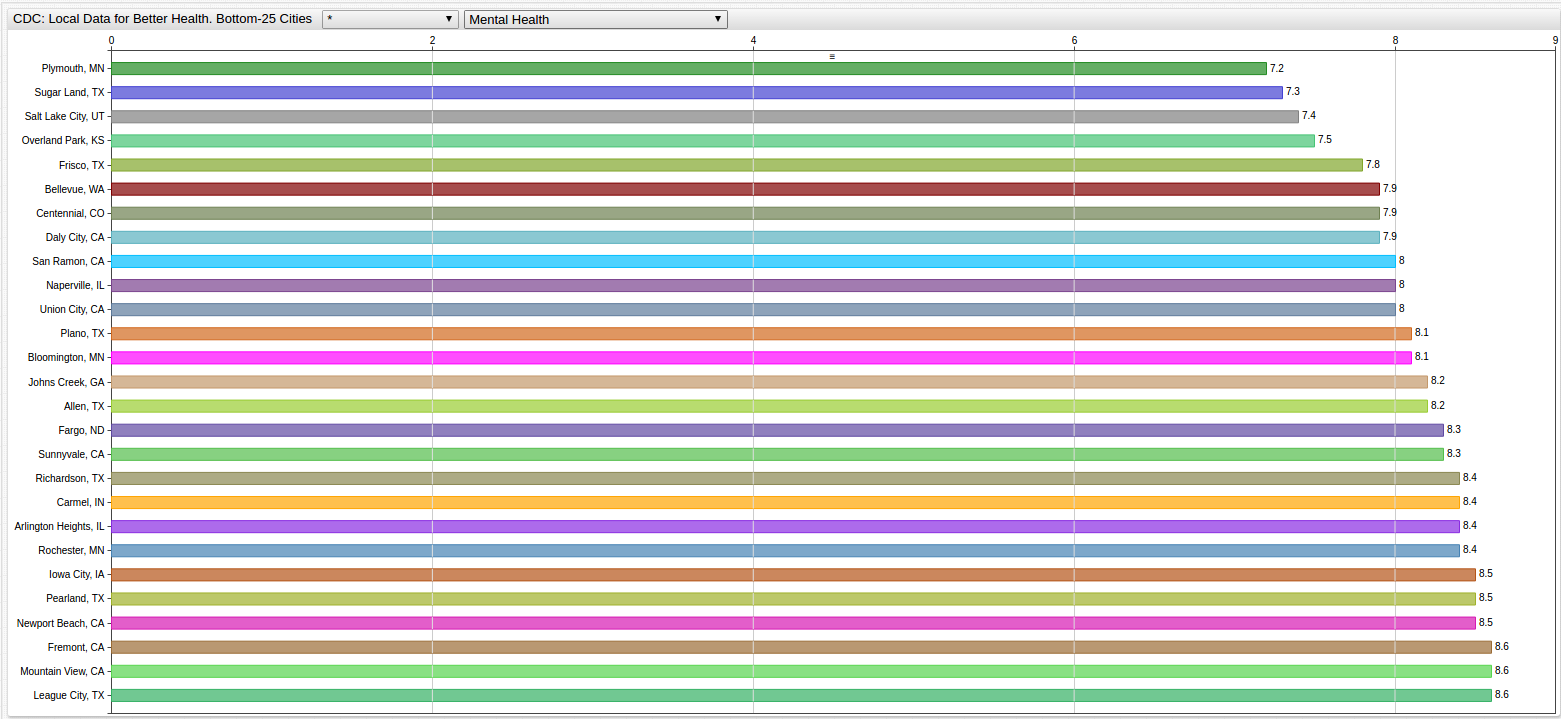 CDC: Local Data for Better Health. Bottom-25 Cities * ▼ Mental Health ▼
0 2 4 6 8 9
≡
Plymouth, MN 7.2
Sugar Land, TX 7.3
Salt Lake City, UT 7.4
Overland Park, KS 7.5
Frisco, TX 7.8
Bellevue, WA 7.9
Centennial, CO 7.9
Daly City, CA 7.9
San Ramon, CA 8
Naperville, IL 8
Union City, CA 8
Plano, TX 8.1
Bloomington, MN 8.1
Johns Creek, GA 8.2
Allen, TX 8.2
Fargo, ND 8.3
Sunnyvale, CA 8.3
Richardson, TX 8.4
Carmel, IN 8.4
Arlington Heights, IL 8.4
Rochester, MN 8.4
Iowa City, IA 8.5
Pearland, TX 8.5
Newport Beach, CA 8.5
Fremont, CA 8.6
Mountain View, CA 8.6
League City, TX 8.6